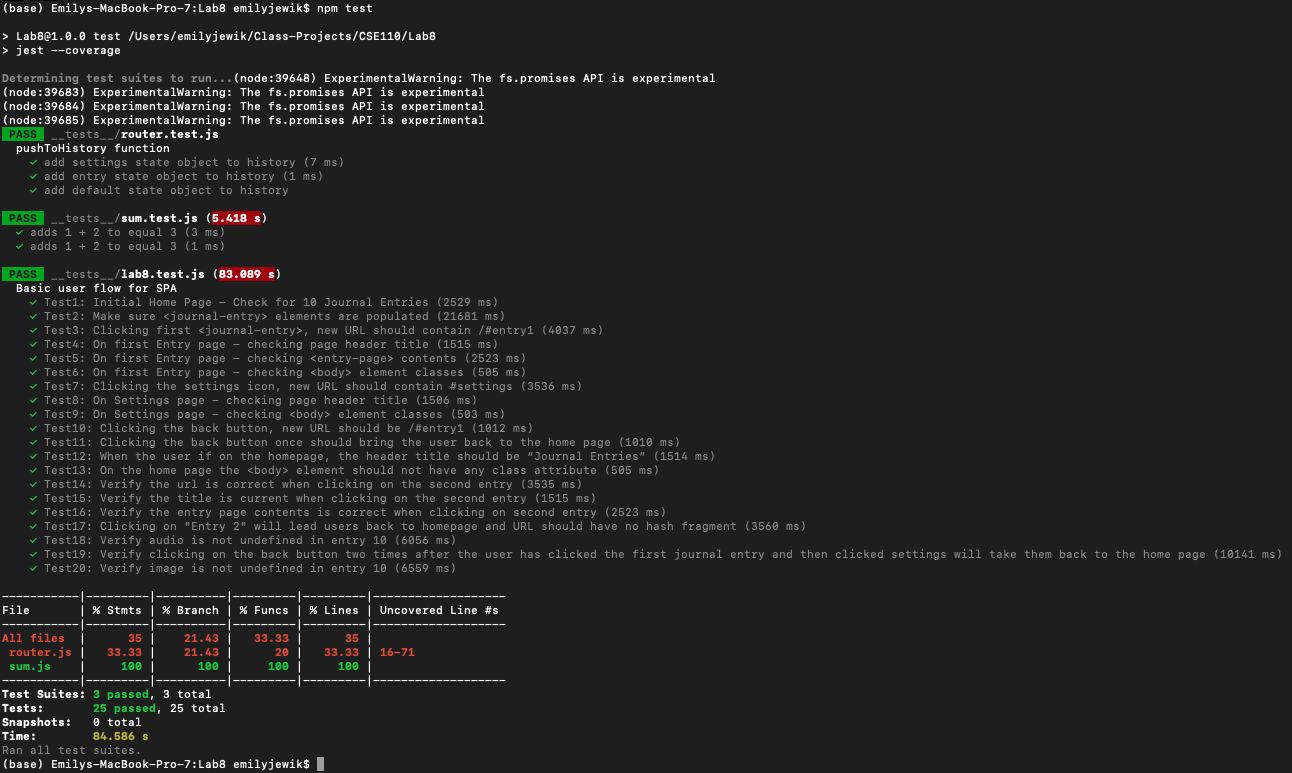 (base) Emilys-MacBook-Pro-7:Lab8 emilyjewik$ npm test
> Lab8@1.0.0 test /Users/emilyjewik/Class-Projects/CSE110/Lab8
> jest --coverage
Determining test suites to run...(node:39648) ExperimentalWarning: The fs.promises API is experimental
(node:39683) ExperimentalWarning: The fs.promises API is experimental
(node:39684) ExperimentalWarning: The fs.promises API is experimental
(node:39685) ExperimentalWarning: The fs.promises API is experimental
PASS __tests__/router.test.js
pushToHistory function
✓ add settings state object to history (7 ms)
✓ add entry state object to history (1 ms)
✓ add default state object to history
PASS __tests__/sum.test.js (5.418 s)
✓ adds 1 + 2 to equal 3 (3 ms)
✓ adds 1 + 2 to equal 3 (1 ms)
PASS __tests__/lab8.test.js (83.089 s)
Basic user flow for SPA
✓ Test1: Initial Home Page – Check for 10 Journal Entries (2529 ms)
✓ Test2: Make sure <journal-entry> elements are populated (21681 ms)
✓ Test3: Clicking first <journal-entry>, new URL should contain /#entry1 (4037 ms)
✓ Test4: On first Entry page – checking page header title (1515 ms)
✓ Test5: On first Entry page – checking <entry-page> contents (2523 ms)
✓ Test6: On first Entry page – checking <body> element classes (505 ms)
✓ Test7: Clicking the settings icon, new URL should contain #settings (3536 ms)
✓ Test8: On Settings page – checking page header title (1506 ms)
✓ Test9: On Settings page – checking <body> element classes (503 ms)
✓ Test10: Clicking the back button, new URL should be /#entry1 (1012 ms)
✓ Test11: Clicking the back button once should bring the user back to the home page (1010 ms)
✓ Test12: When the user if on the homepage, the header title should be “Journal Entries” (1514 ms)
✓ Test13: On the home page the <body> element should not have any class attribute (505 ms)
✓ Test14: Verify the url is correct when clicking on the second entry (3535 ms)
✓ Test15: Verify the title is current when clicking on the second entry (1515 ms)
✓ Test16: Verify the entry page contents is correct when clicking on second entry (2523 ms)
✓ Test17: Clicking on "Entry 2" will lead users back to homepage and URL should have no hash fragment (3560 ms)
✓ Test18: Verify audio is not undefined in entry 10 (6056 ms)
✓ Test19: Verify clicking on the back button two times after the user has clicked the first journal entry and then clicked settings will take them back to the home page (10141 ms)
✓ Test20: Verify image is not undefined in entry 10 (6559 ms)
-----------|---------|----------|---------|---------|-------------------
File | % Stmts | % Branch | % Funcs | % Lines | Uncovered Line #s
-----------|---------|----------|---------|---------|-------------------
All files | 35 | 21.43 | 33.33 | 35 |
router.js | 33.33 | 21.43 | 20 | 33.33 | 16-71
sum.js | 100 | 100 | 100 | 100 |
-----------|---------|----------|---------|---------|-------------------
Test Suites: 3 passed, 3 total
Tests: 25 passed, 25 total
Snapshots: 0 total
Time: 84.586 s
Ran all test suites.
(base) Emilys-MacBook-Pro-7:Lab8 emilyjewik$